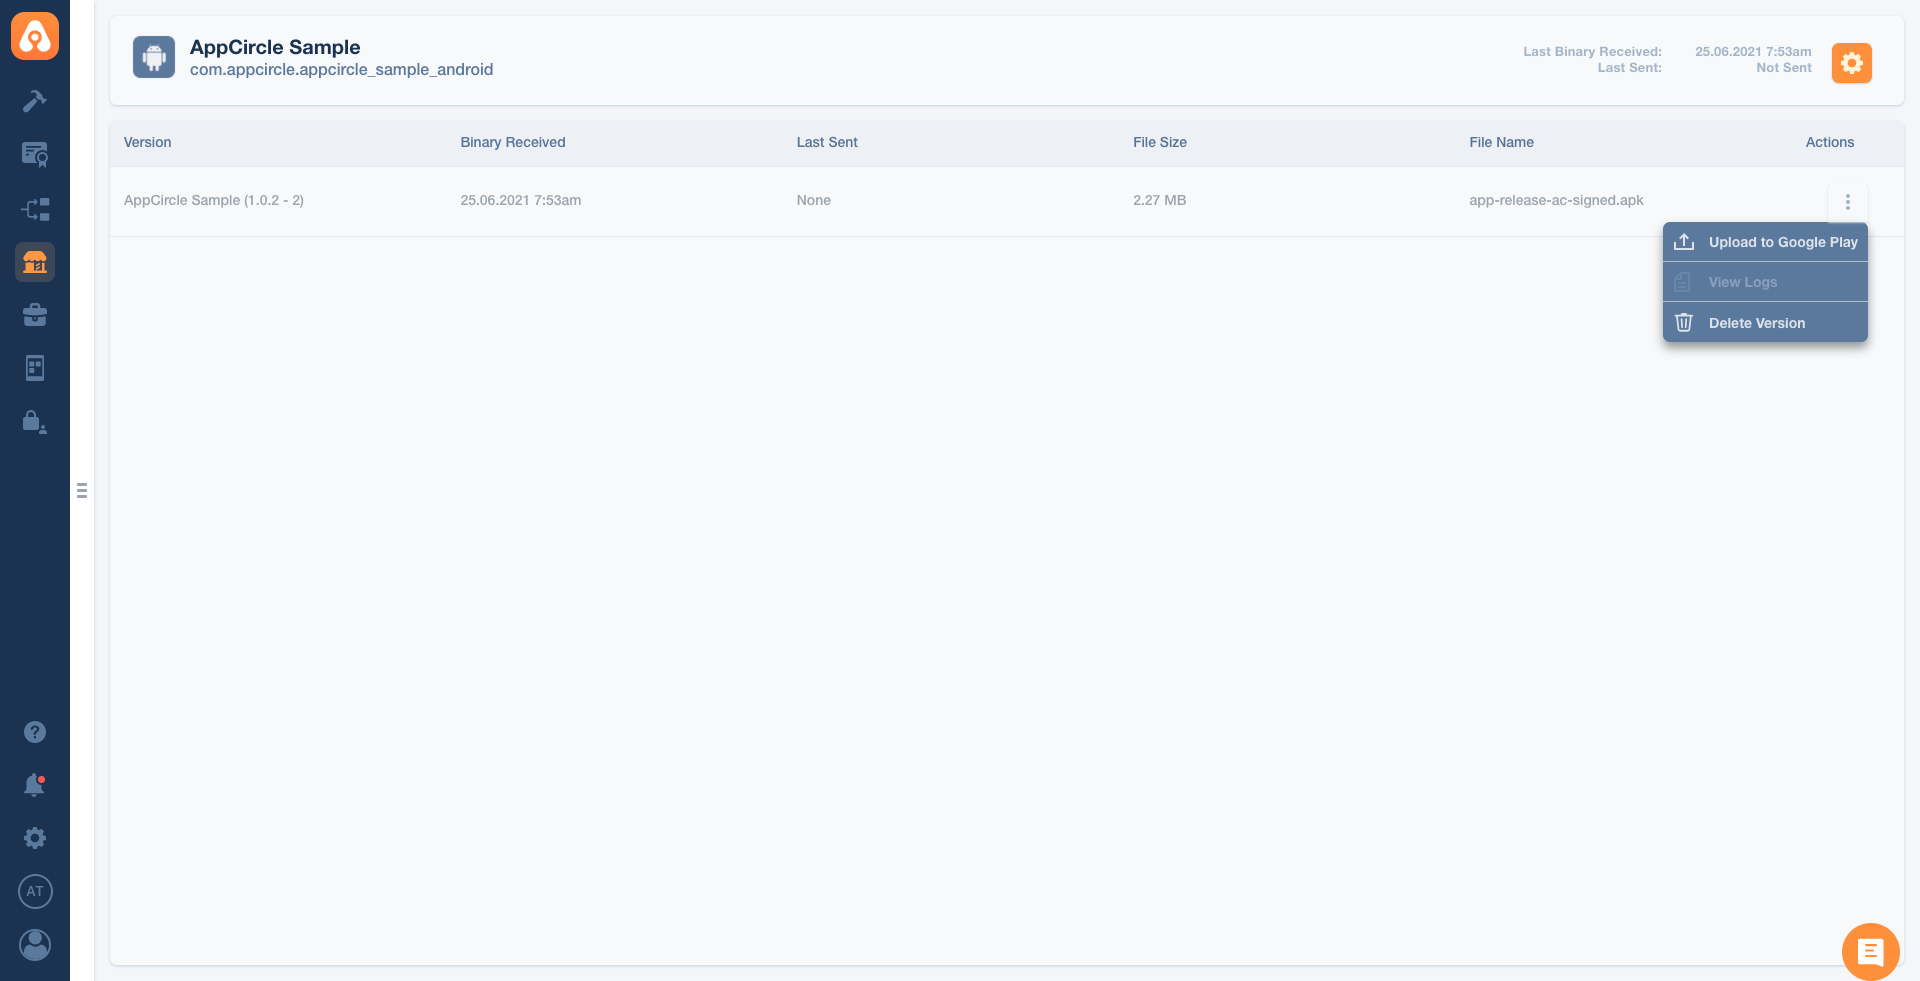 AppCircle Sample
com.appcircle.appcircle_sample_android
Last Binary Received: 25.06.2021 7:53am
Last Sent: Not Sent
Version Binary Received Last Sent File Size File Name Actions
AppCircle Sample (1.0.2 - 2) 25.06.2021 7:53am None 2.27 MB app-release-ac-signed.apk
Upload to Google Play
View Logs
Delete Version
?
AT